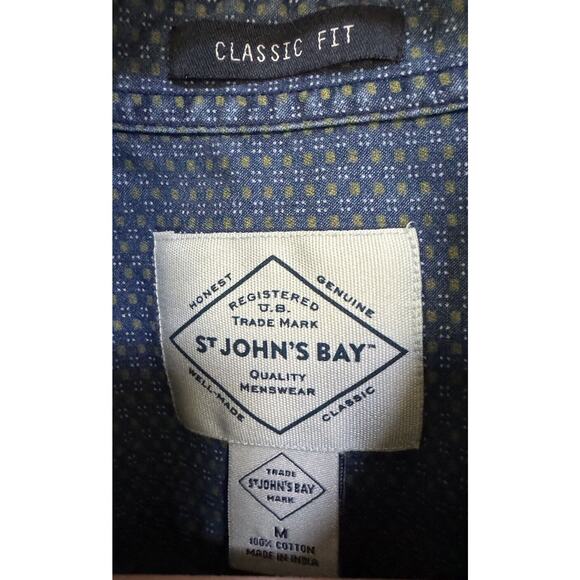 CLASSIC FIT
HONEST
GENUINE
REGISTERED
U.S.
TRADE MARK
ST JOHN'S BAY™
QUALITY
MENSWEAR
WELL-MADE
CLASSIC
TRADE
ST JOHN'S BAY
MARK
M
100% COTTON
MADE IN INDIA